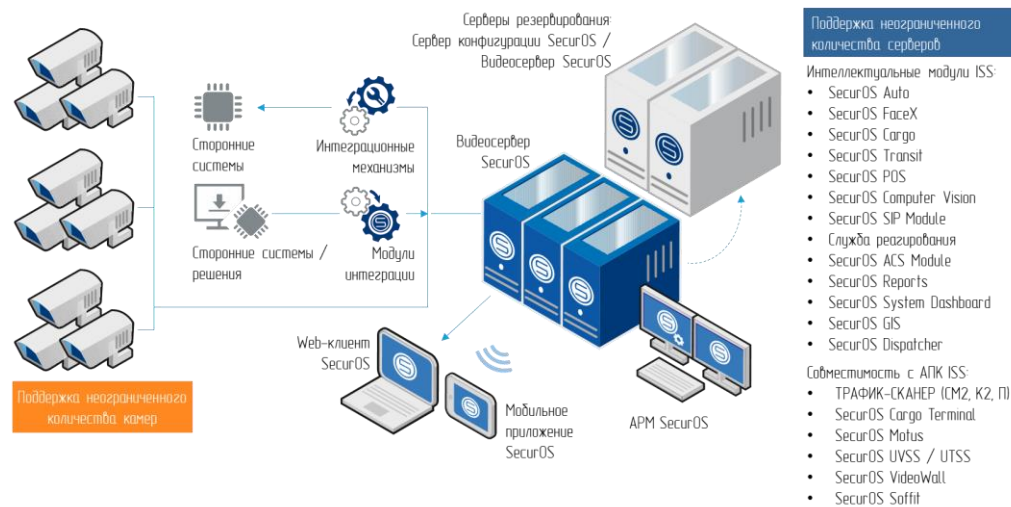 Серверы резервирования:
Сервер конфигурации SecurOS /
Видеосервер SecurOS
Сторонние
системы
Интеграционные
механизмы
Видеосервер
SecurOS
Сторонние системы /
решения
Модули
интеграции
Web-клиент
SecurOS
Мобильное
приложение
SecurOS
АРМ SecurOS
Поддержка неограниченного
количества камер
Поддержка неограниченного
количества серверов
Интеллектуальные модули ISS:
• SecurOS Auto
• SecurOS FaceX
• SecurOS Cargo
• SecurOS Transit
• SecurOS POS
• SecurOS Computer Vision
• SecurOS SIP Module
• Служба реагирования
• SecurOS ACS Module
• SecurOS Reports
• SecurOS System Dashboard
• SecurOS GIS
• SecurOS Dispatcher
Совместимость с АПК ISS:
• ТРАФИК-СКАНЕР (СМ2, К2, П)
• SecurOS Cargo Terminal
• SecurOS Motus
• SecurOS UVSS / UTSS
• SecurOS VideoWall
• SecurOS Soffit